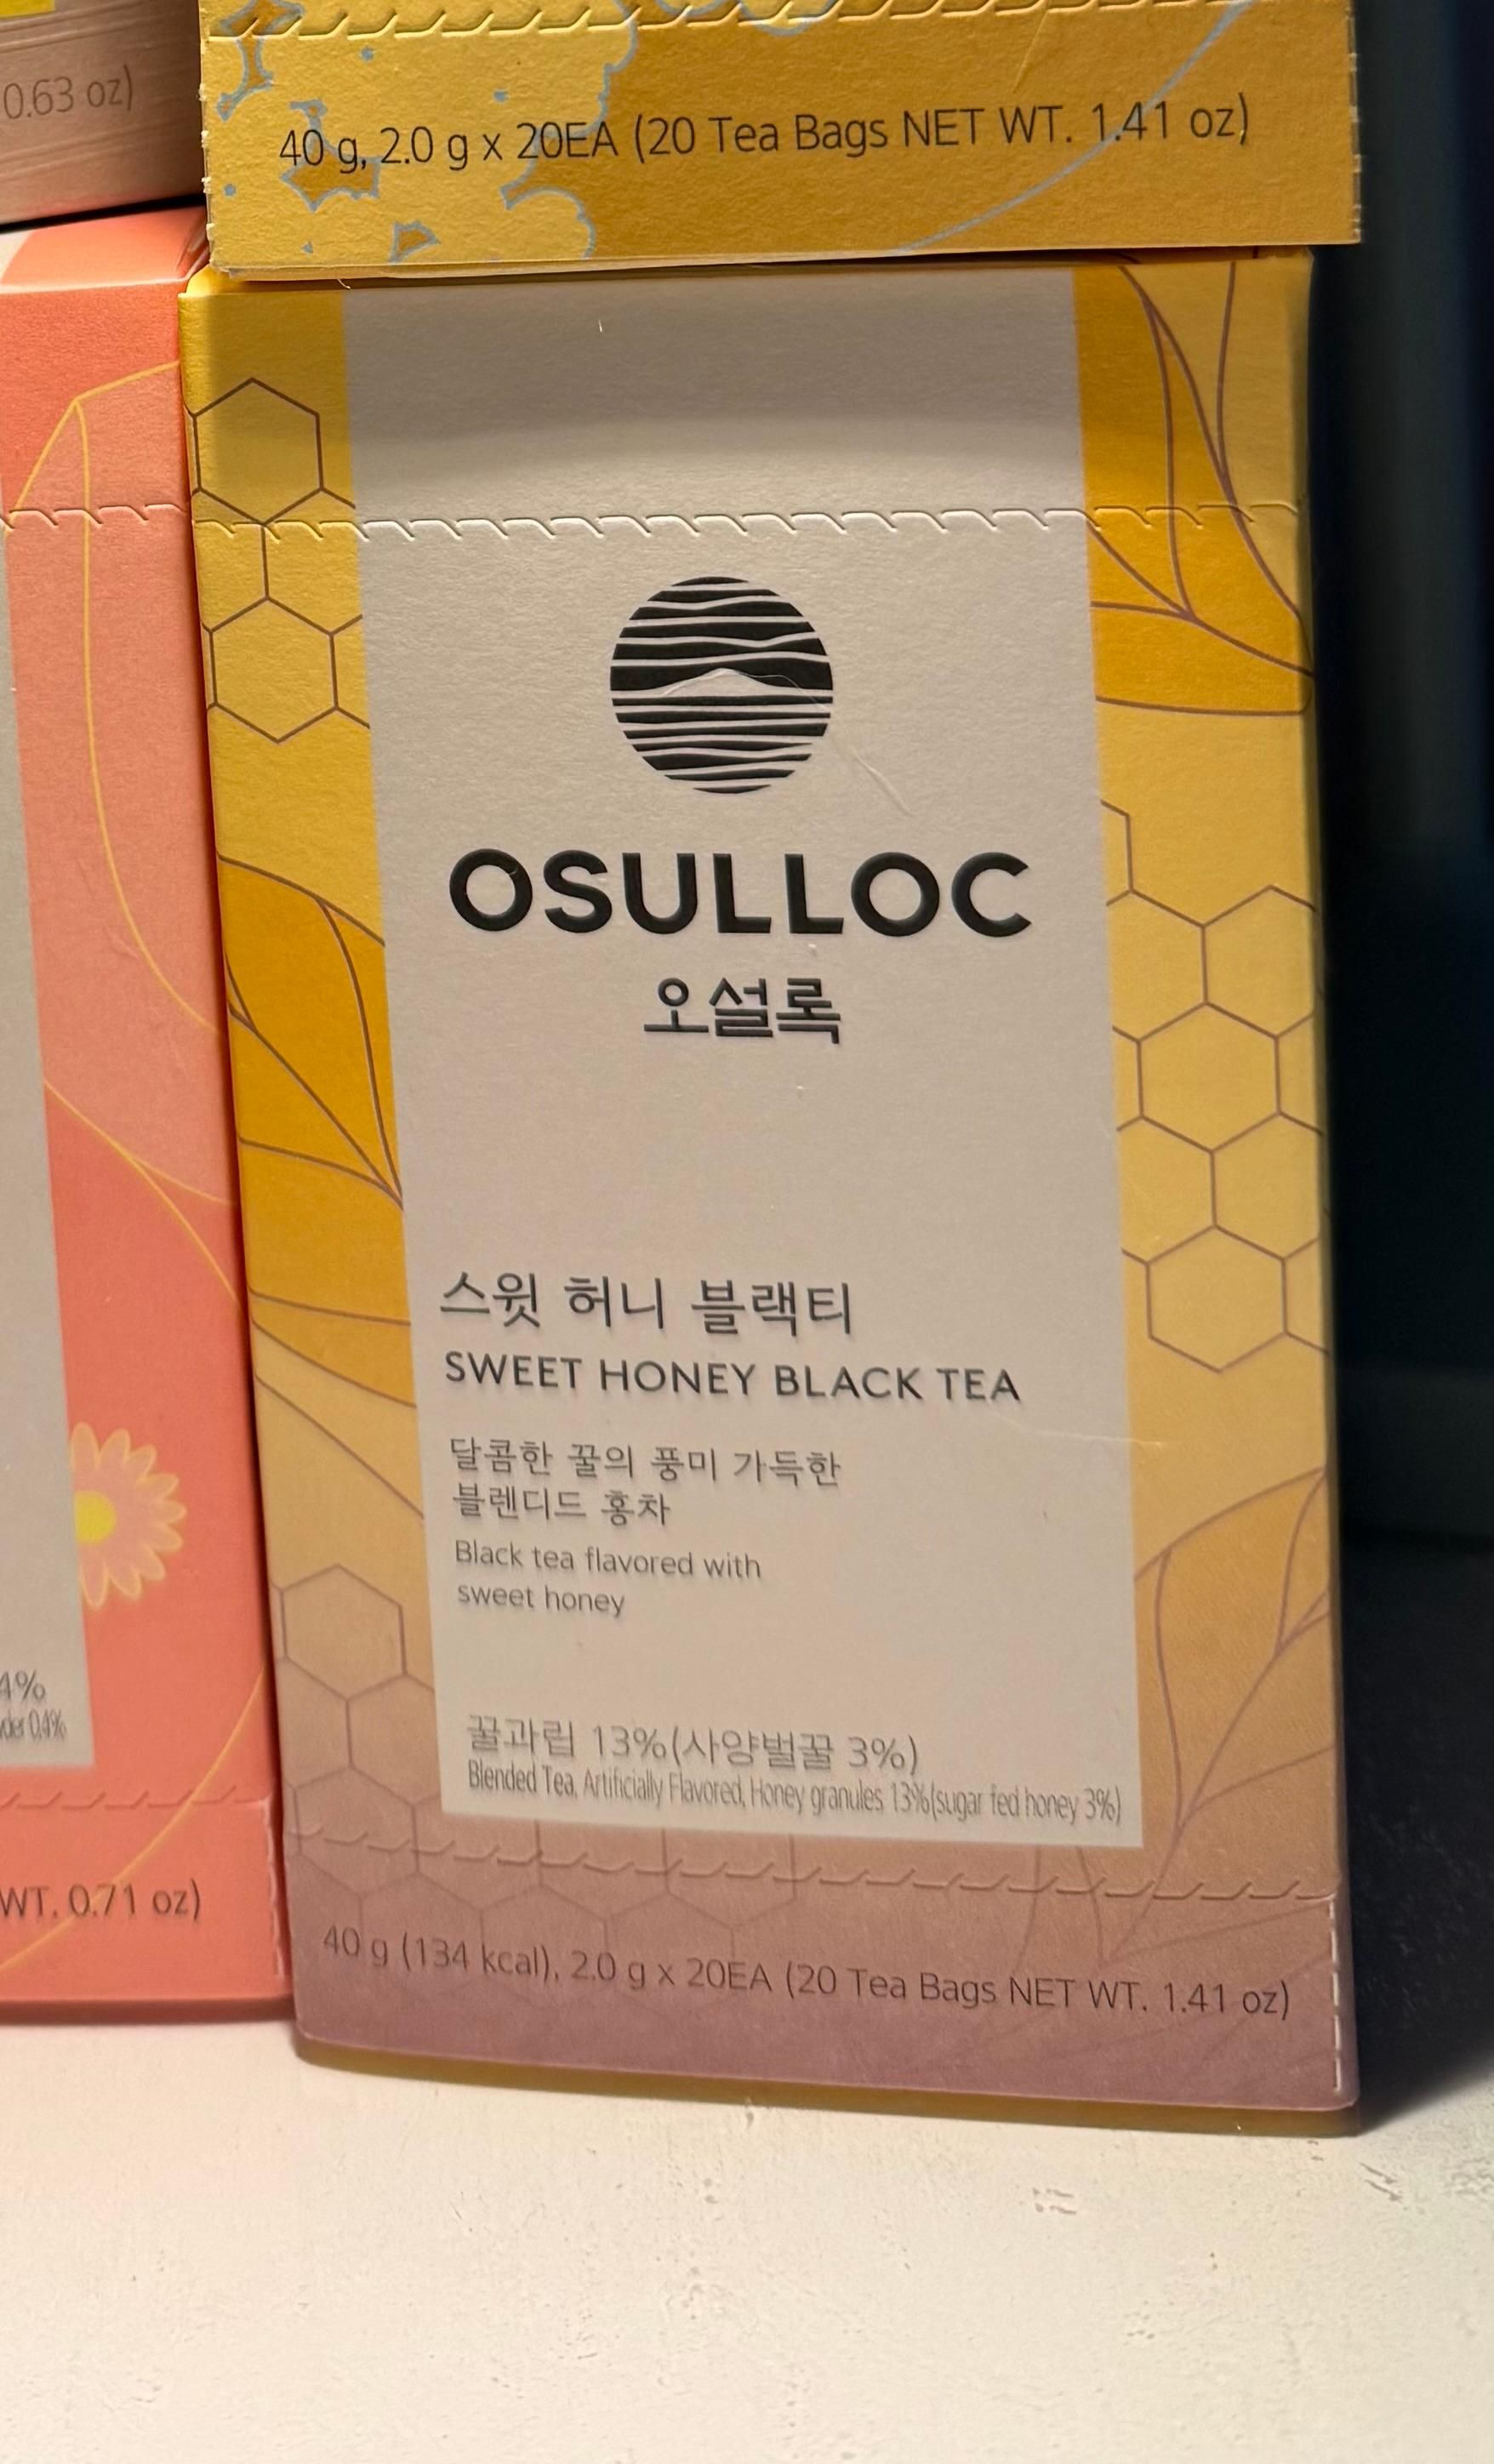 0.63 oz)
40 g, 2.0 g x 20EA (20 Tea Bags NET WT. 1.41 oz)
OSULLOC
오설록
스윗 허니 블랙티
SWEET HONEY BLACK TEA
달콤한 꿀의 풍미 가득한
블렌디드 홍차
Black tea flavored with
sweet honey
꿀과립 13%(사양벌꿀 3%)
Blended Tea, Artificially Flavored, Honey granules 13%(sugar fed honey 3%)
40 g (134 kcal), 2.0 g x 20EA (20 Tea Bags NET WT. 1.41 oz)
4%
0.4%
WT. 0.71 oz)